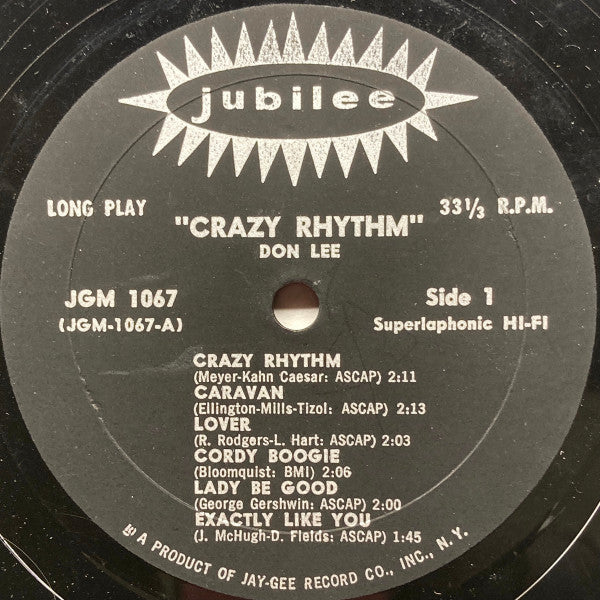 jubilee
LONG PLAY
33 1/3 R.P.M.
"CRAZY RHYTHM"
DON LEE
JGM 1067
(JGM-1067-A)
Side 1
Superlaphonic HI-FI
CRAZY RHYTHM
(Meyer-Kahn Caesar: ASCAP) 2:11
CARAVAN
(Ellington-Mills-Tizol: ASCAP) 2:13
LOVER
(R. Rodgers-L. Hart: ASCAP) 2:03
CORDY BOOGIE
(Bloomquist: BMI) 2:06
LADY BE GOOD
(George Gershwin: ASCAP) 2:00
EXACTLY LIKE YOU
(J. McHugh-D. Fields: ASCAP) 1:45
A PRODUCT OF JAY-GEE RECORD CO., INC., N. Y.